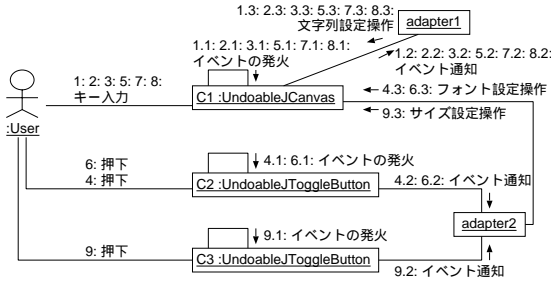 1.3: 2.3: 3.3: 5.3: 7.3: 8.3:
文字列設定操作
adapter1
1.1: 2.1: 3.1: 5.1: 7.1: 8.1:
イベントの発火
1.2: 2.2: 3.2: 5.2: 7.2: 8.2:
イベント通知
1: 2: 3: 5: 7: 8:
キー入力
C1 :UndoableJCanvas
4.3: 6.3: フォント設定操作
9.3: サイズ設定操作
:User
6: 押下
4: 押下
4.1: 6.1: イベントの発火
C2 :UndoableJToggleButton
4.2: 6.2: イベント通知
adapter2
9: 押下
9.1: イベントの発火
C3 :UndoableJToggleButton
9.2: イベント通知